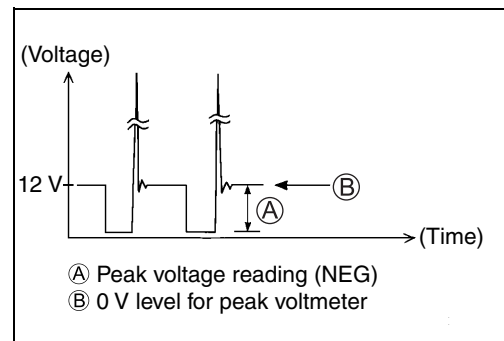 (Voltage)
12 V
Ⓑ
Ⓐ
(Time)
Ⓐ Peak voltage reading (NEG)
Ⓑ 0 V level for peak voltmeter